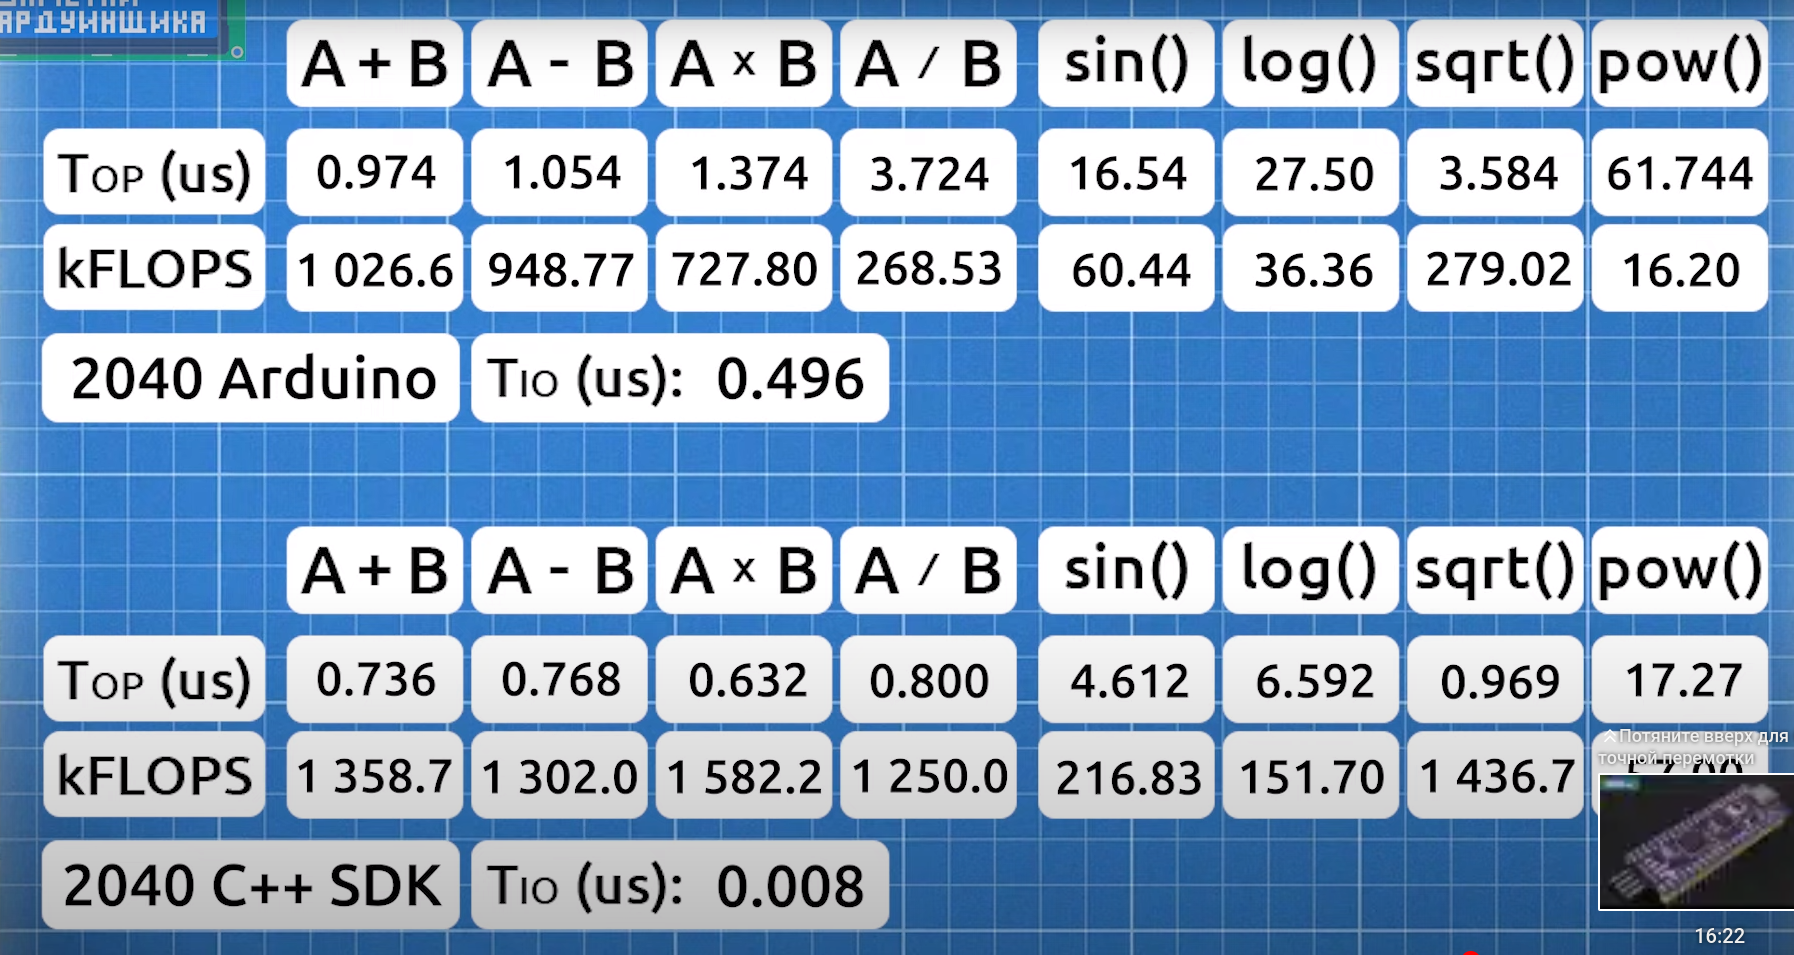 АРДУИНЩИКА
A + B A - B A x B A / B sin() log() sqrt() pow()
TOP (us) 0.974 1.054 1.374 3.724 16.54 27.50 3.584 61.744
kFLOPS 1 026.6 948.77 727.80 268.53 60.44 36.36 279.02 16.20
2040 Arduino TIO (us): 0.496
A + B A - B A x B A / B sin() log() sqrt() pow()
TOP (us) 0.736 0.768 0.632 0.800 4.612 6.592 0.969 17.27
kFLOPS 1 358.7 1 302.0 1 582.2 1 250.0 216.83 151.70 1 436.7
Потяните вверх для
точной перемотки
2040 C++ SDK TIO (us): 0.008
16:22